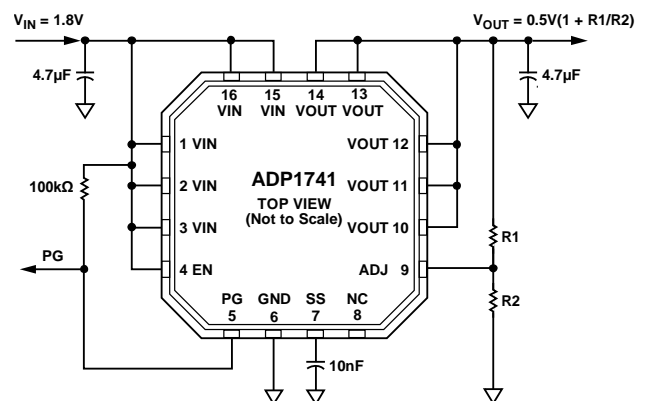 VIN = 1.8V
VOUT = 0.5V(1 + R1/R2)
4.7µF
4.7µF
16
VIN
15
VIN
14
VOUT
13
VOUT
1 VIN
2 VIN
3 VIN
4 EN
VOUT 12
VOUT 11
VOUT 10
ADJ 9
ADP1741
TOP VIEW
(Not to Scale)
100kΩ
PG
R1
R2
PG
5
GND
6
SS
7
NC
8
10nF